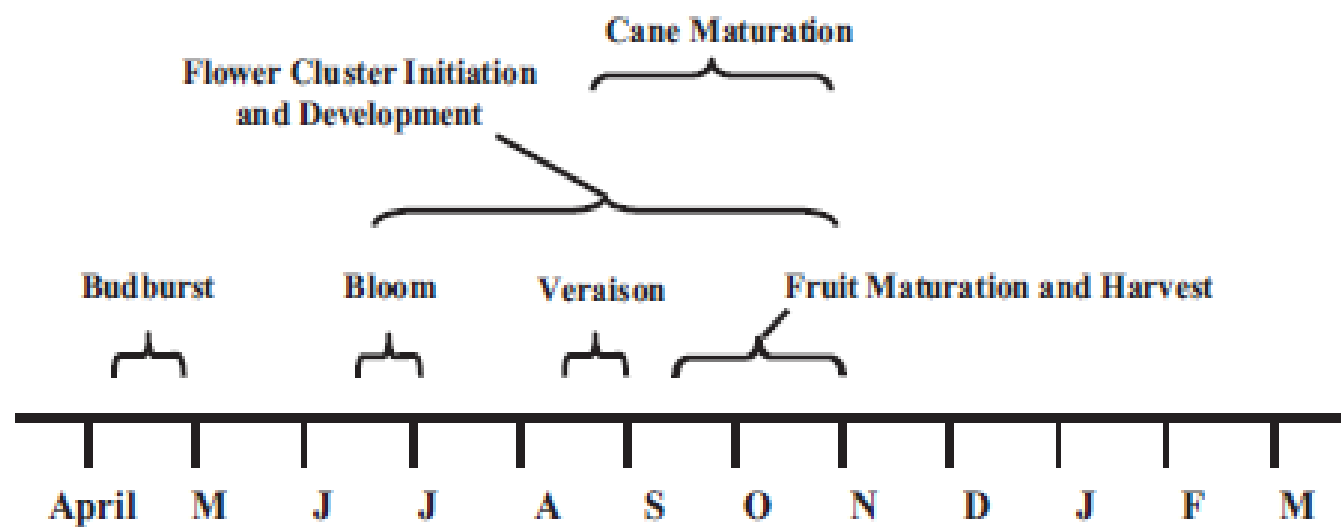 Cane Maturation
Flower Cluster Initiation
and Development
Budburst
Bloom
Veraison
Fruit Maturation and Harvest
April M J J A S O N D J F M